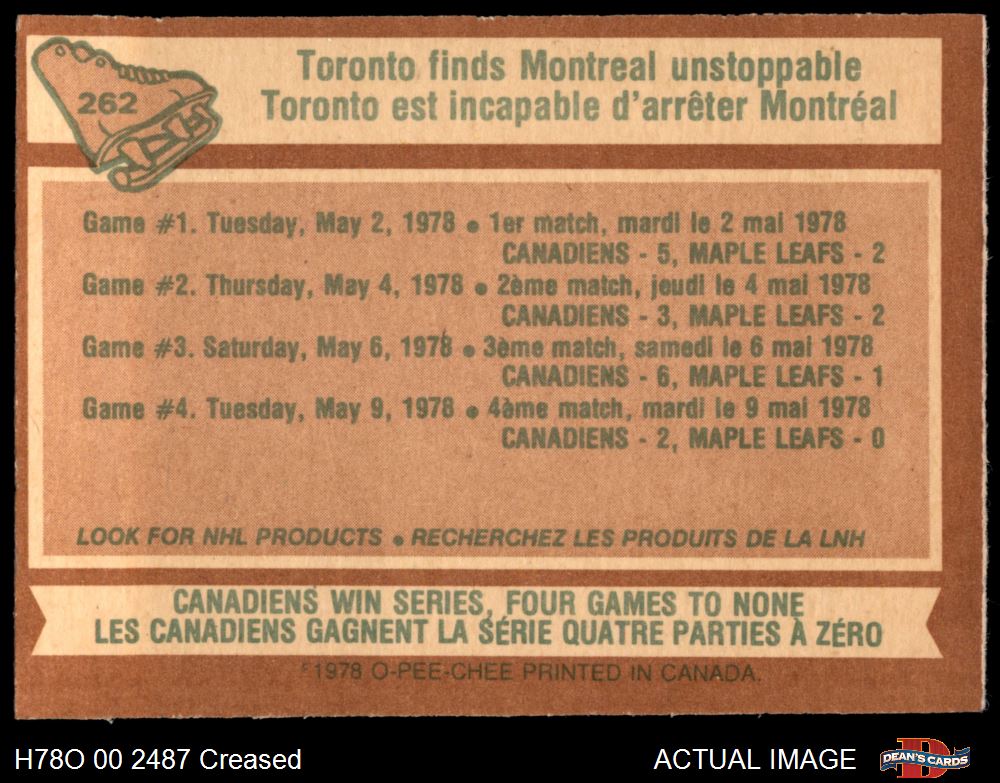 262
Toronto finds Montreal unstoppable
Toronto est incapable d'arrêter Montréal
Game #1. Tuesday, May 2, 1978 ● 1er match, mardi le 2 mai 1978
CANADIENS - 5, MAPLE LEAFS - 2
Game #2. Thursday, May 4, 1978 ● 2ème match, jeudi le 4 mai 1978
CANADIENS - 3, MAPLE LEAFS - 2
Game #3. Saturday, May 6, 1978 ● 3ème match, samedi le 6 mai 1978
CANADIENS - 6, MAPLE LEAFS - 1
Game #4. Tuesday, May 9, 1978 ● 4ème match, mardi le 9 mai 1978
CANADIENS - 2, MAPLE LEAFS - 0
LOOK FOR NHL PRODUCTS ● RECHERCHEZ LES PRODUITS DE LA LNH
CANADIENS WIN SERIES, FOUR GAMES TO NONE
LES CANADIENS GAGNENT LA SÉRIE QUATRE PARTIES À ZÉRO
1978 O-PEE-CHEE PRINTED IN CANADA.
H78O 00 2487 Creased
ACTUAL IMAGE
D
DEAN'S CARDS